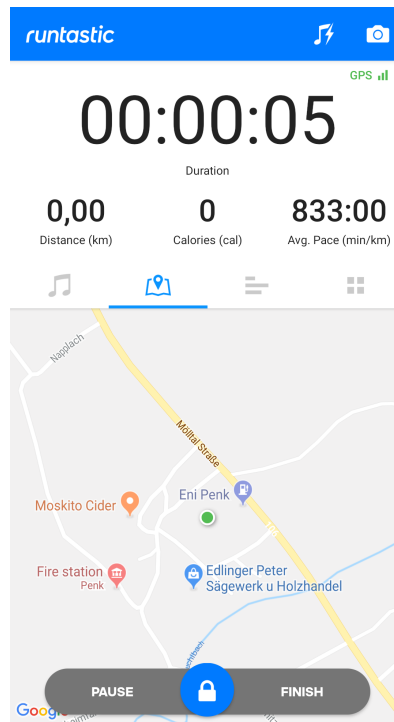 runtastic
GPS
00:00:05
Duration
0,00
0
833:00
Distance (km)
Calories (cal)
Avg. Pace (min/km)
Napplach
Mölltal Straße
Eni Penk
Moskito Cider
Fire station
Penk
Edlinger Peter
Sägewerk u Holzhandel
PAUSE
FINISH